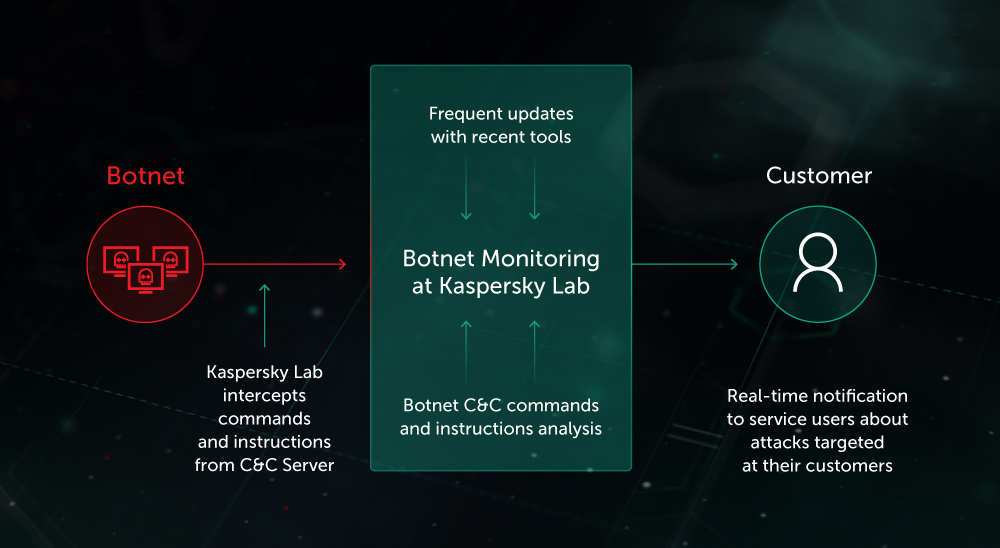 Frequent updates
with recent tools
Botnet
Customer
Botnet Monitoring
at Kaspersky Lab
Kaspersky Lab
intercepts
commands
and instructions
from C&C Server
Botnet C&C commands
and instructions analysis
Real-time notification
to service users about
attacks targeted
at their customers